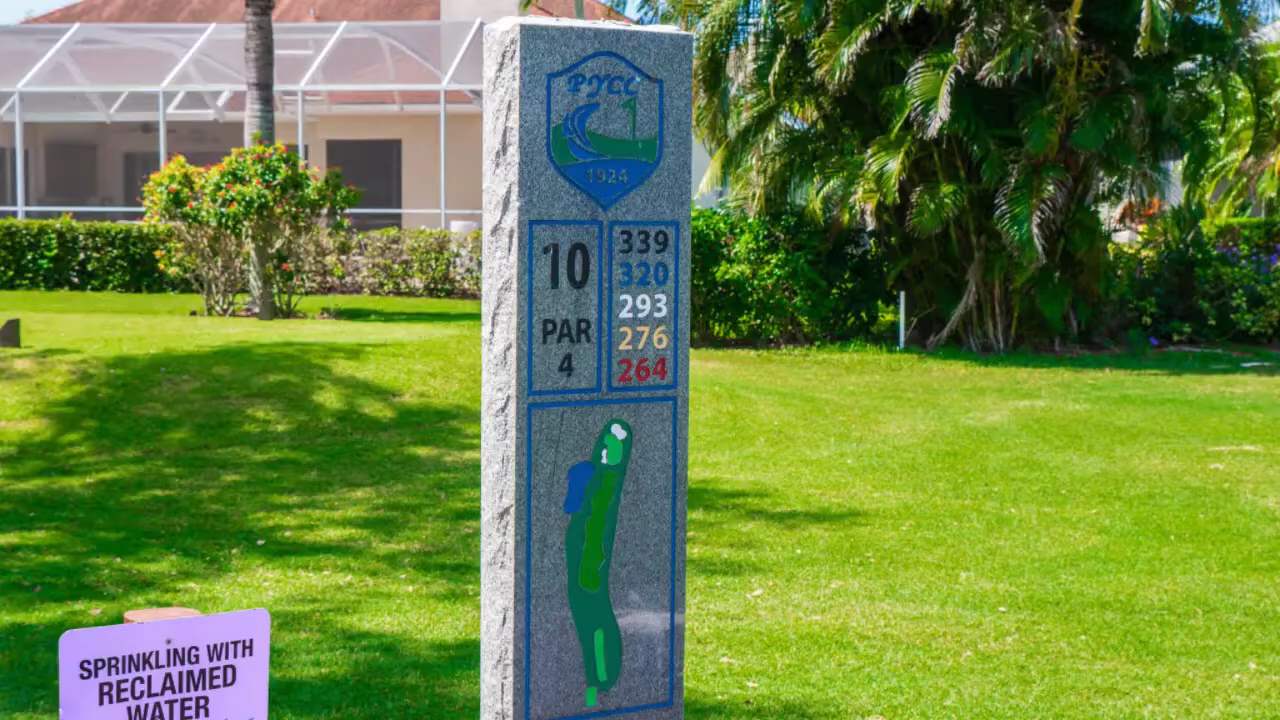 PYCC
1924
10
PAR
4
339
320
293
276
264
SPRINKLING WITH
RECLAIMED
WATER